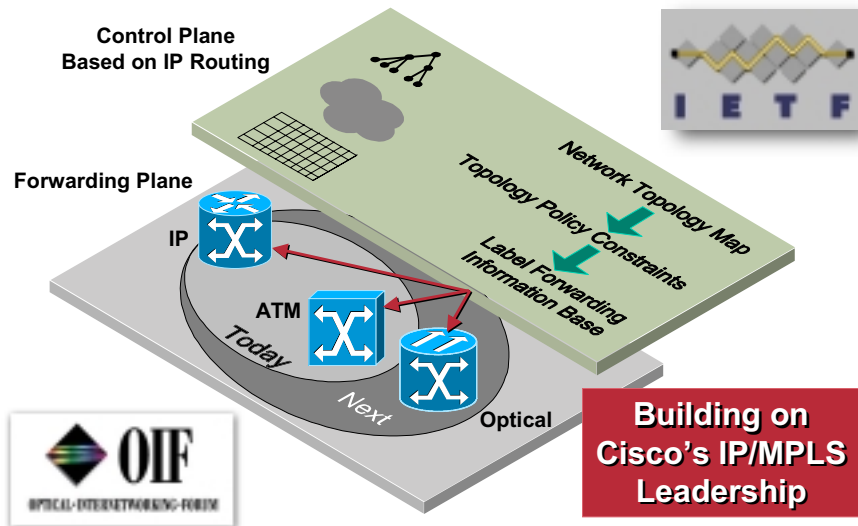 Control Plane
Based on IP Routing
I E T F
Network Topology Map
Topology Policy Constraints
Label Forwarding
Information Base
Forwarding Plane
IP
ATM
Today
Next
Optical
OIF
OPTICAL·INTERNETWORKING·FORUM
Building on
Cisco's IP/MPLS
Leadership